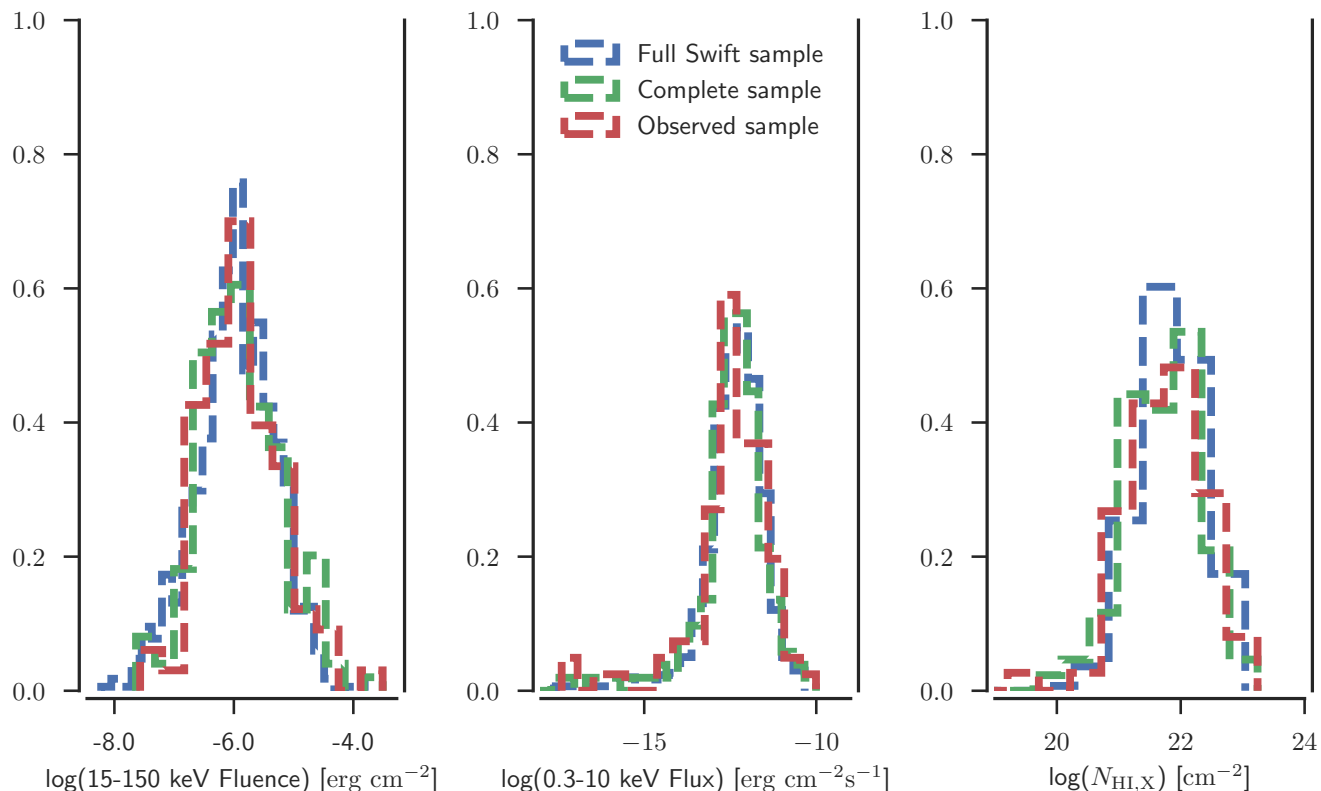 1.0
0.8
0.6
0.4
0.2
0.0
-8.0 -6.0 -4.0
log(15-150 keV Fluence) [erg cm−2]
1.0
0.8
0.6
0.4
0.2
0.0
Full Swift sample
Complete sample
Observed sample
−15 −10
log(0.3-10 keV Flux) [erg cm−2s−1]
1.0
0.8
0.6
0.4
0.2
0.0
20 22 24
log(NHI,X) [cm−2]